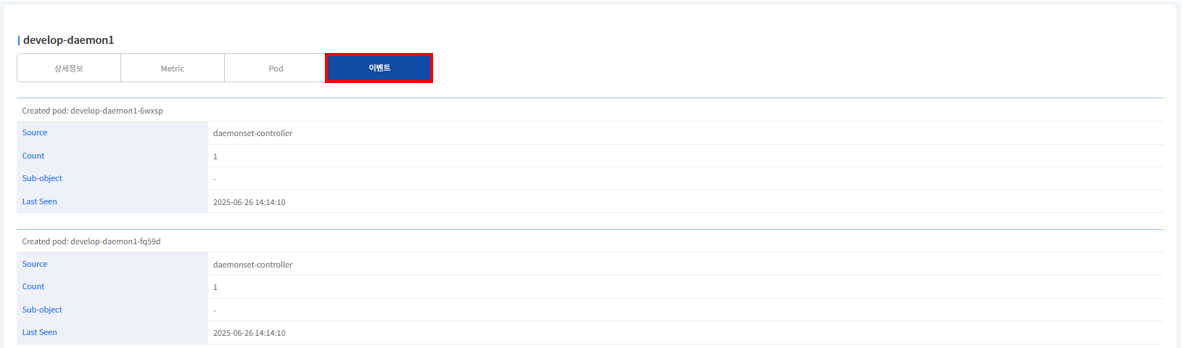 develop-daemon1
상세정보 Metric Pod 이벤트
Created pod: develop-daemon1-6wxsp
Source daemonset-controller
Count 1
Sub-object -
Last Seen 2025-06-26 14:14:10
Created pod: develop-daemon1-fq59d
Source daemonset-controller
Count 1
Sub-object -
Last Seen 2025-06-26 14:14:10